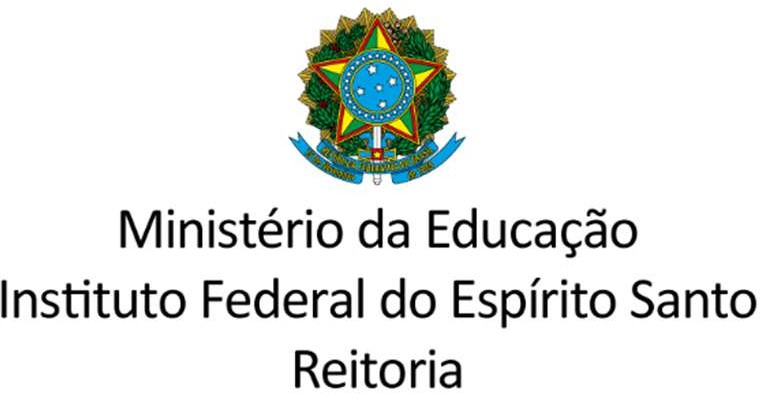 Ministério da Educação
Instituto Federal do Espírito Santo
Reitoria